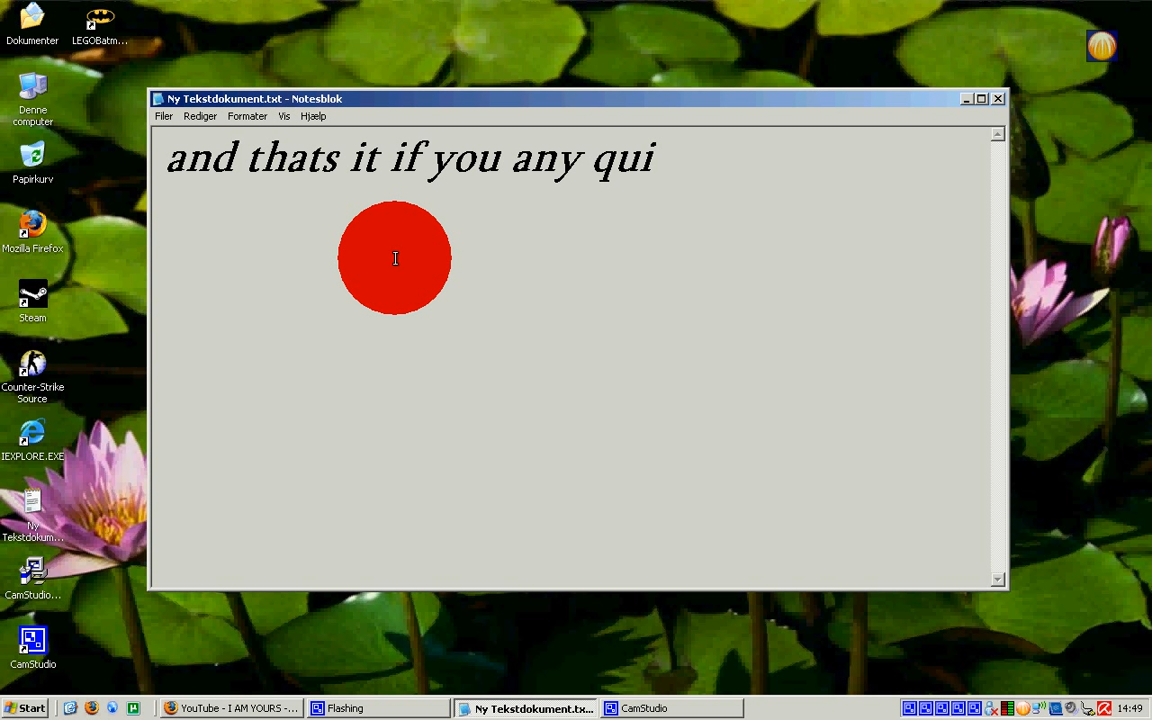 Dokumenter
LEGOBatm...
Denne
computer
Papirkurv
Mozilla Firefox
Steam
Counter-Strike
Source
IEXPLORE.EXE
Ny
Tekstdokum...
CamStudio...
CamStudio
Ny Tekstdokument.txt - Notesblok
Filer Rediger Formater Vis Hjælp
and thats it if you any qui
Start
YouTube - I AM YOURS -...
Flashing
Ny Tekstdokument.tx...
CamStudio
14:49